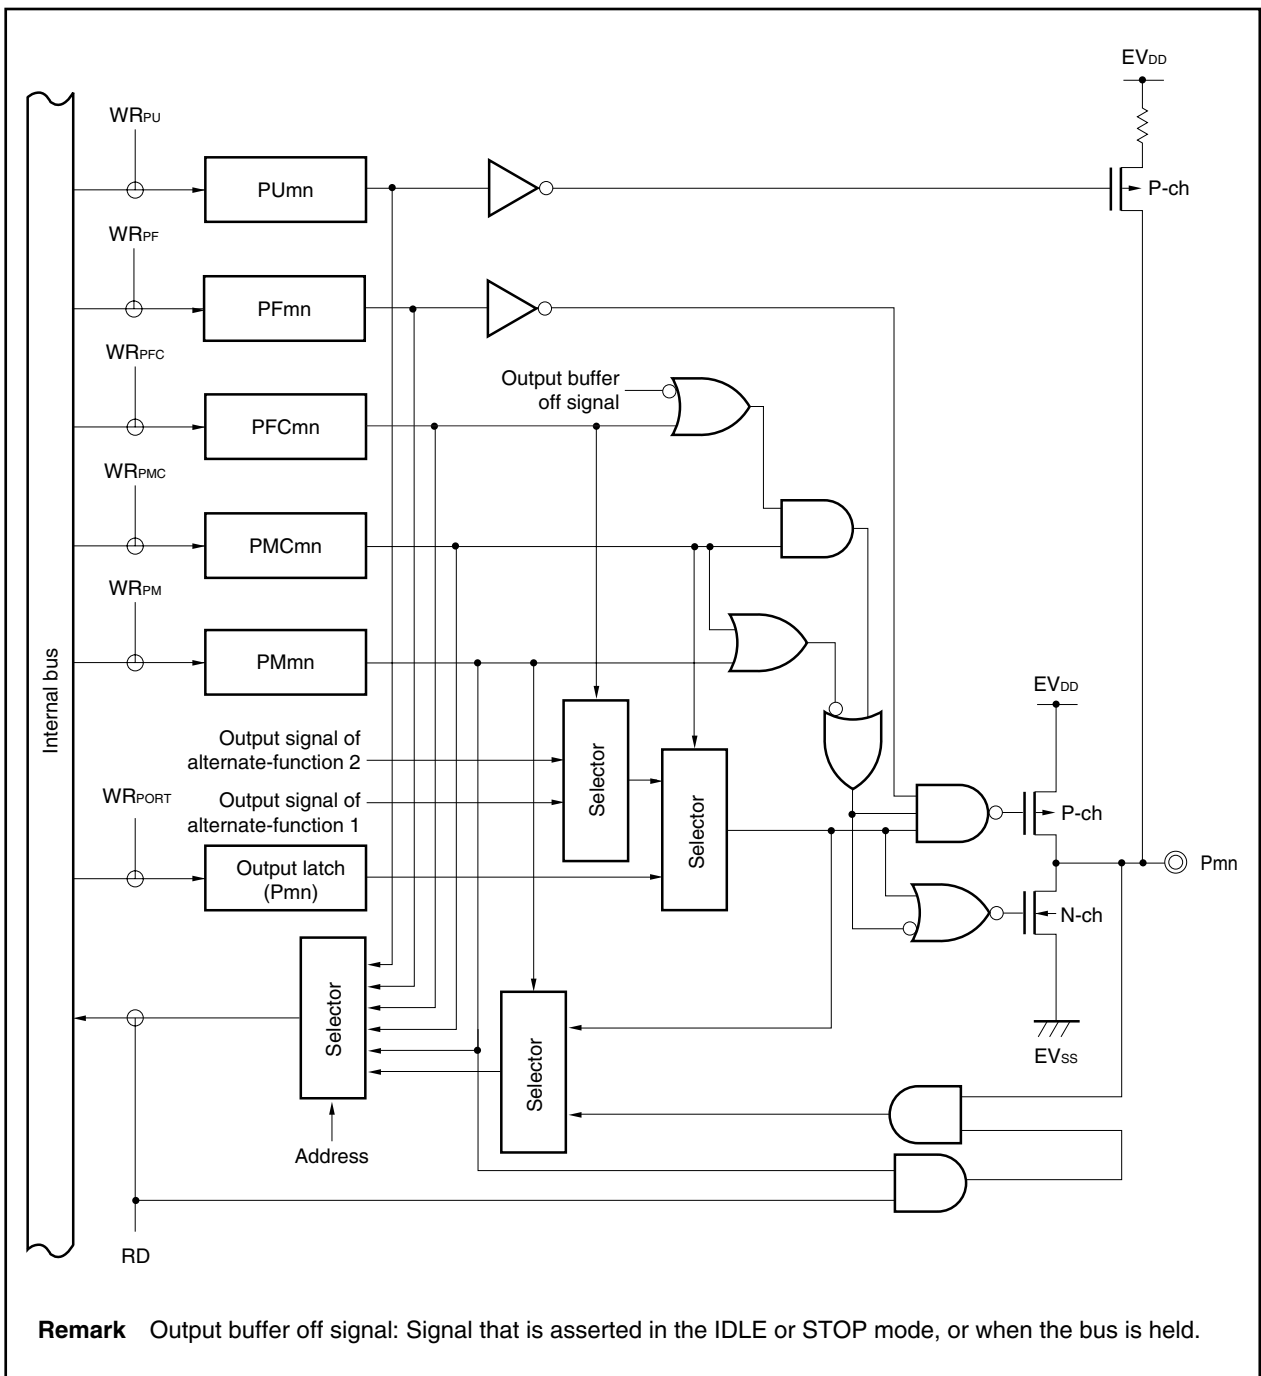 EVDD
WRPU
PUmn
P-ch
WRPF
PFmn
WRPFC
Output buffer
off signal
PFCmn
WRPMC
PMCmn
WRPM
PMmn
Internal bus
EVDD
Output signal of
alternate-function 2
Selector
WRPORT
Output signal of
alternate-function 1
Selector
P-ch
Output latch
(Pmn)
Pmn
N-ch
Selector
Selector
EVSS
Address
RD
Remark Output buffer off signal: Signal that is asserted in the IDLE or STOP mode, or when the bus is held.